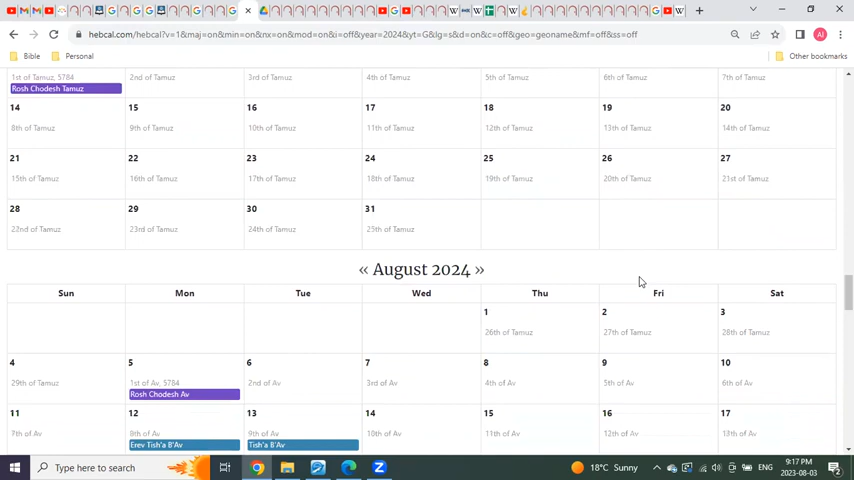 hebcal.com/hebcal?v=1&maj=on&min=on&nx=on&mod=on&i=off&year=2024&yt=G&lg=s&d=on&c=off&geo=geoname&mf=off&ss=off
AI
Bible
Personal
Other bookmarks
1st of Tamuz, 5784
2nd of Tamuz
3rd of Tamuz
4th of Tamuz
5th of Tamuz
6th of Tamuz
7th of Tamuz
Rosh Chodesh Tamuz
14 15 16 17 18 19 20
8th of Tamuz
9th of Tamuz
10th of Tamuz
11th of Tamuz
12th of Tamuz
13th of Tamuz
14th of Tamuz
21 22 23 24 25 26 27
15th of Tamuz
16th of Tamuz
17th of Tamuz
18th of Tamuz
19th of Tamuz
20th of Tamuz
21st of Tamuz
28 29 30 31
22nd of Tamuz
23rd of Tamuz
24th of Tamuz
25th of Tamuz
« August 2024 »
Sun Mon Tue Wed Thu Fri Sat
1 2 3
26th of Tamuz
27th of Tamuz
28th of Tamuz
4 5 6 7 8 9 10
29th of Tamuz
1st of Av, 5784
2nd of Av
3rd of Av
4th of Av
5th of Av
6th of Av
Rosh Chodesh Av
11 12 13 14 15 16 17
7th of Av
8th of Av
9th of Av
10th of Av
11th of Av
12th of Av
13th of Av
Erev Tish'a B'Av
Tish'a B'Av
Type here to search
18°C Sunny
ENG
9:17 PM
2023-08-03
2